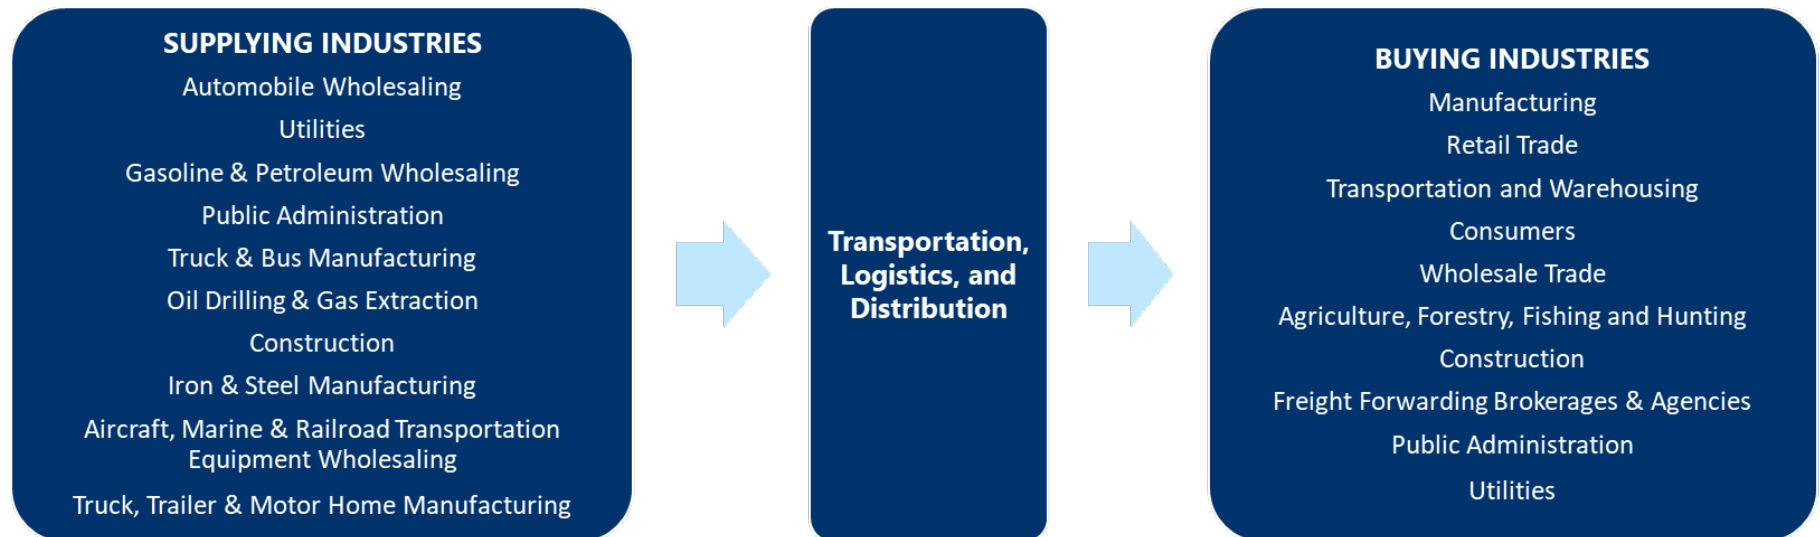 SUPPLYING INDUSTRIES
Automobile Wholesaling
Utilities
Gasoline & Petroleum Wholesaling
Public Administration
Truck & Bus Manufacturing
Oil Drilling & Gas Extraction
Construction
Iron & Steel Manufacturing
Aircraft, Marine & Railroad Transportation
Equipment Wholesaling
Truck, Trailer & Motor Home Manufacturing
Transportation,
Logistics, and
Distribution
BUYING INDUSTRIES
Manufacturing
Retail Trade
Transportation and Warehousing
Consumers
Wholesale Trade
Agriculture, Forestry, Fishing and Hunting
Construction
Freight Forwarding Brokerages & Agencies
Public Administration
Utilities